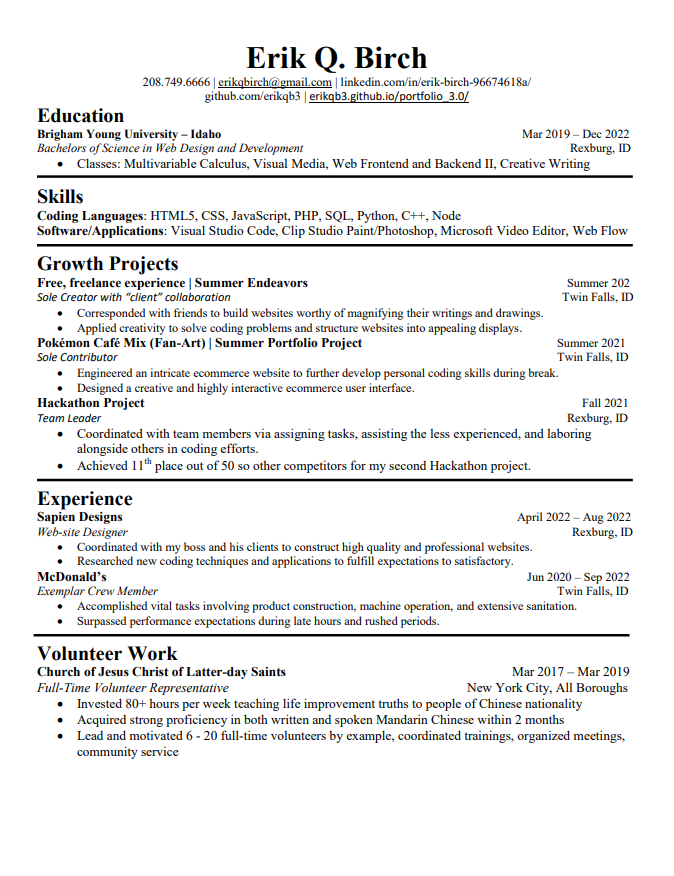 Erik Q. Birch
208.749.6666 | erikqbirch@gmail.com | linkedin.com/in/erik-birch-96674618a/
github.com/erikqb3 | erikqb3.github.io/portfolio_3.0/
Education
Brigham Young University – Idaho Mar 2019 – Dec 2022
Bachelors of Science in Web Design and Development Rexburg, ID
• Classes: Multivariable Calculus, Visual Media, Web Frontend and Backend II, Creative Writing
Skills
Coding Languages: HTML5, CSS, JavaScript, PHP, SQL, Python, C++, Node
Software/Applications: Visual Studio Code, Clip Studio Paint/Photoshop, Microsoft Video Editor, Web Flow
Growth Projects
Free, freelance experience | Summer Endeavors Summer 202
Sole Creator with “client” collaboration Twin Falls, ID
• Corresponded with friends to build websites worthy of magnifying their writings and drawings.
• Applied creativity to solve coding problems and structure websites into appealing displays.
Pokémon Café Mix (Fan-Art) | Summer Portfolio Project Summer 2021
Sole Contributor Twin Falls, ID
• Engineered an intricate ecommerce website to further develop personal coding skills during break.
• Designed a creative and highly interactive ecommerce user interface.
Hackathon Project Fall 2021
Team Leader Rexburg, ID
• Coordinated with team members via assigning tasks, assisting the less experienced, and laboring
alongside others in coding efforts.
• Achieved 11th place out of 50 so other competitors for my second Hackathon project.
Experience
Sapien Designs April 2022 – Aug 2022
Web-site Designer Rexburg, ID
• Coordinated with my boss and his clients to construct high quality and professional websites.
• Researched new coding techniques and applications to fulfill expectations to satisfactory.
McDonald’s Jun 2020 – Sep 2022
Exemplar Crew Member Twin Falls, ID
• Accomplished vital tasks involving product construction, machine operation, and extensive sanitation.
• Surpassed performance expectations during late hours and rushed periods.
Volunteer Work
Church of Jesus Christ of Latter-day Saints Mar 2017 – Mar 2019
Full-Time Volunteer Representative New York City, All Boroughs
• Invested 80+ hours per week teaching life improvement truths to people of Chinese nationality
• Acquired strong proficiency in both written and spoken Mandarin Chinese within 2 months
• Lead and motivated 6 - 20 full-time volunteers by example, coordinated trainings, organized meetings,
community service